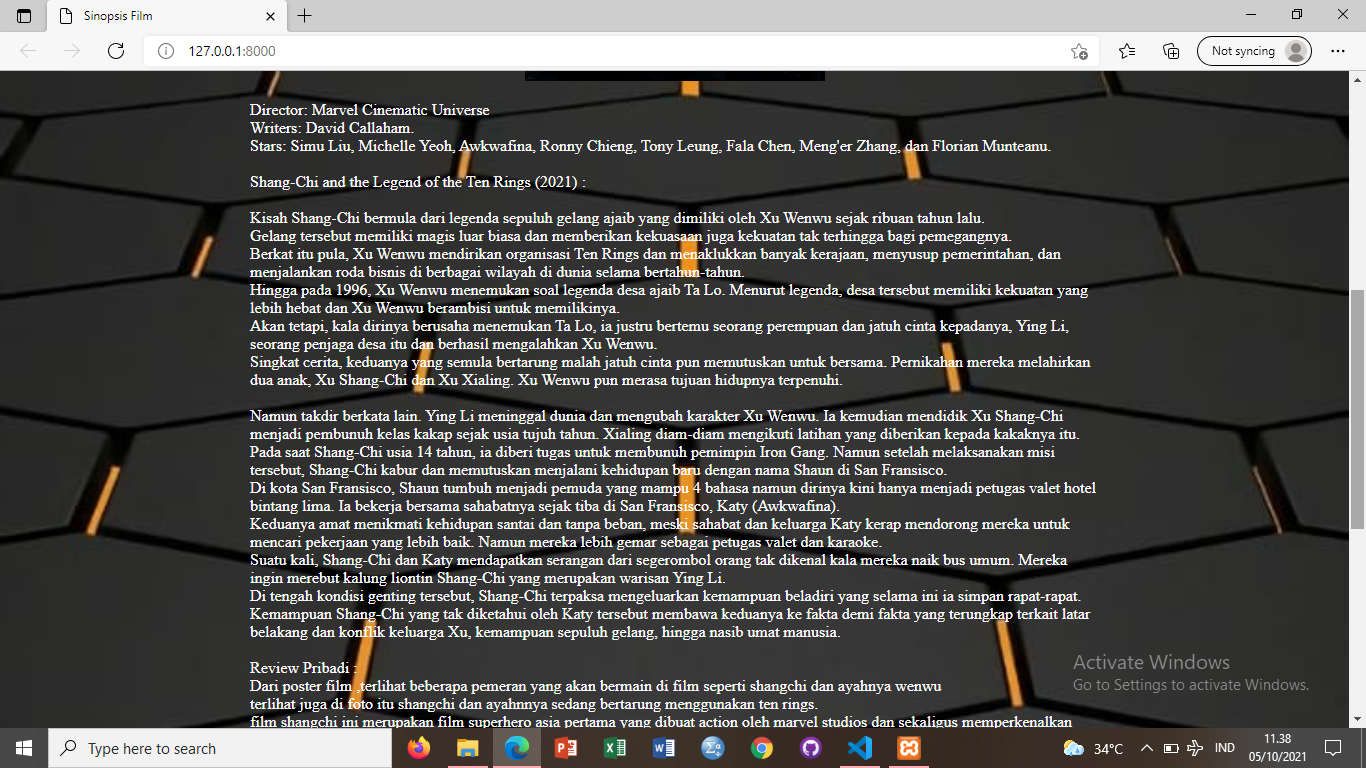 Sinopsis Film
127.0.0.1:8000
Not syncing
Director: Marvel Cinematic Universe
Writers: David Callaham.
Stars: Simu Liu, Michelle Yeoh, Awkwafina, Ronny Chieng, Tony Leung, Fala Chen, Meng'er Zhang, dan Florian Munteanu.
Shang-Chi and the Legend of the Ten Rings (2021) :
Kisah Shang-Chi bermula dari legenda sepuluh gelang ajaib yang dimiliki oleh Xu Wenwu sejak ribuan tahun lalu.
Gelang tersebut memiliki magis luar biasa dan memberikan kekuasaan juga kekuatan tak terhingga bagi pemegangnya.
Berkat itu pula, Xu Wenwu mendirikan organisasi Ten Rings dan menaklukkan banyak kerajaan, menyusup pemerintahan, dan
menjalankan roda bisnis di berbagai wilayah di dunia selama bertahun-tahun.
Hingga pada 1996, Xu Wenwu menemukan soal legenda desa ajaib Ta Lo. Menurut legenda, desa tersebut memiliki kekuatan yang
lebih hebat dan Xu Wenwu berambisi untuk memilikinya.
Akan tetapi, kala dirinya berusaha menemukan Ta Lo, ia justru bertemu seorang perempuan dan jatuh cinta kepadanya, Ying Li,
seorang penjaga desa itu dan berhasil mengalahkan Xu Wenwu.
Singkat cerita, keduanya yang semula bertarung malah jatuh cinta pun memutuskan untuk bersama. Pernikahan mereka melahirkan
dua anak, Xu Shang-Chi dan Xu Xialing. Xu Wenwu pun merasa tujuan hidupnya terpenuhi.
Namun takdir berkata lain. Ying Li meninggal dunia dan mengubah karakter Xu Wenwu. Ia kemudian mendidik Xu Shang-Chi
menjadi pembunuh kelas kakap sejak usia tujuh tahun. Xialing diam-diam mengikuti latihan yang diberikan kepada kakaknya itu.
Pada saat Shang-Chi usia 14 tahun, ia diberi tugas untuk membunuh pemimpin Iron Gang. Namun setelah melaksanakan misi
tersebut, Shang-Chi kabur dan memutuskan menjalani kehidupan baru dengan nama Shaun di San Fransisco.
Di kota San Fransisco, Shaun tumbuh menjadi pemuda yang mampu 4 bahasa namun dirinya kini hanya menjadi petugas valet hotel
bintang lima. Ia bekerja bersama sahabatnya sejak tiba di San Fransisco, Katy (Awkwafina).
Keduanya amat menikmati kehidupan santai dan tanpa beban, meski sahabat dan keluarga Katy kerap mendorong mereka untuk
mencari pekerjaan yang lebih baik. Namun mereka lebih gemar sebagai petugas valet dan karaoke.
Suatu kali, Shang-Chi dan Katy mendapatkan serangan dari segerombol orang tak dikenal kala mereka naik bus umum. Mereka
ingin merebut kalung liontin Shang-Chi yang merupakan warisan Ying Li.
Di tengah kondisi genting tersebut, Shang-Chi terpaksa mengeluarkan kemampuan beladiri yang selama ini ia simpan rapat-rapat.
Kemampuan Shang-Chi yang tak diketahui oleh Katy tersebut membawa keduanya ke fakta demi fakta yang terungkap terkait latar
belakang dan konflik keluarga Xu, kemampuan sepuluh gelang, hingga nasib umat manusia.
Review Pribadi :
Dari poster film ,terlihat beberapa pemeran yang akan bermain di film seperti shangchi dan ayahnya wenwu
terlihat juga di foto itu shangchi dan ayahnnya sedang bertarung menggunakan ten rings.
film shangchi ini merupakan film superhero asia pertama yang dibuat action oleh marvel studios dan sekaligus memperkenalkan
Activate Windows
Go to Settings to activate Windows.
Type here to search
34°C
IND
11.38
05/10/2021